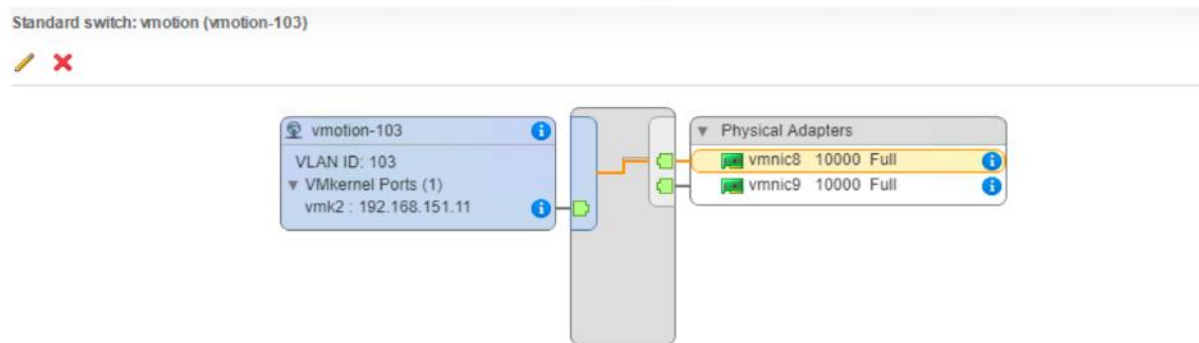 Standard switch: vmotion (vmotion-103)
vmotion-103
VLAN ID: 103
VMkernel Ports (1)
vmk2 : 192.168.151.11
Physical Adapters
vmnic8 10000 Full
vmnic9 10000 Full